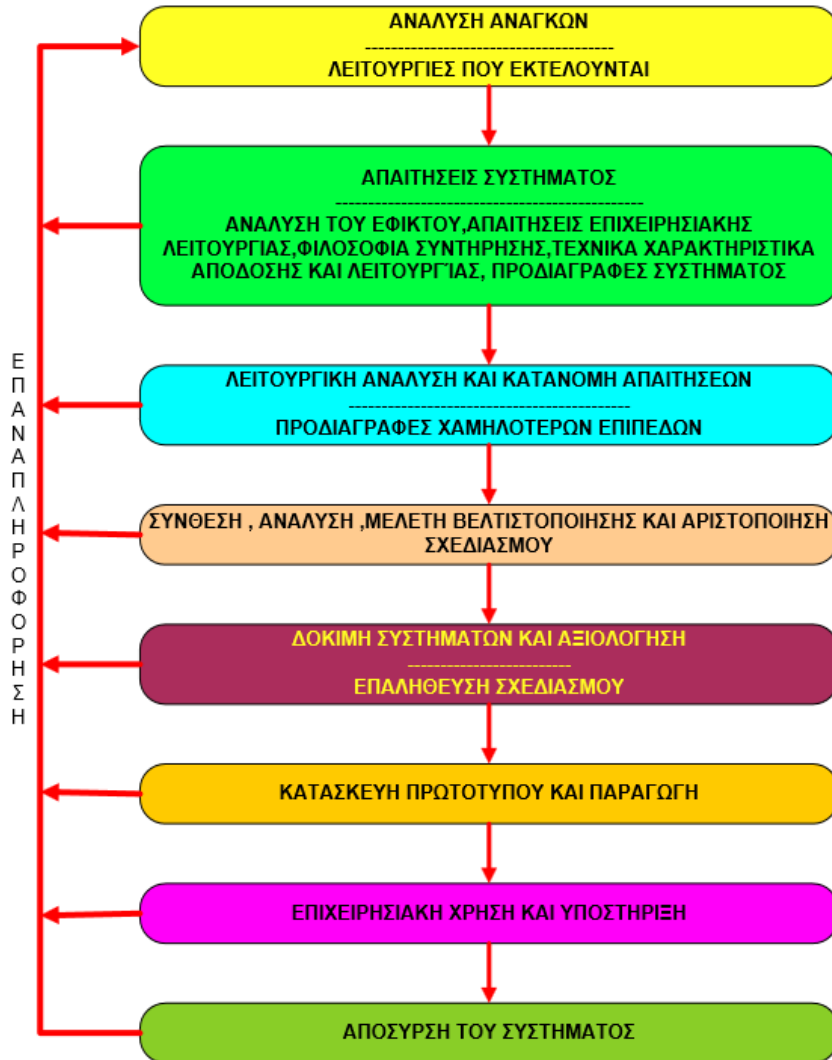 ΑΝΑΛΥΣΗ ΑΝΑΓΚΩΝ
--------------------------------------
ΛΕΙΤΟΥΡΓΙΕΣ ΠΟΥ ΕΚΤΕΛΟΥΝΤΑΙ
ΑΠΑΙΤΗΣΕΙΣ ΣΥΣΤΗΜΑΤΟΣ
-----------------------------------------------
ΑΝΑΛΥΣΗ ΤΟΥ ΕΦΙΚΤΟΥ,ΑΠΑΙΤΗΣΕΙΣ ΕΠΙΧΕΙΡΗΣΙΑΚΗΣ
ΛΕΙΤΟΥΡΓΙΑΣ,ΦΙΛΟΣΟΦΙΑ ΣΥΝΤΗΡΗΣΗΣ,ΤΕΧΝΙΚΑ ΧΑΡΑΚΤΗΡΙΣΤΙΚΑ
ΑΠΟΔΟΣΗΣ ΚΑΙ ΛΕΙΤΟΥΡΓΊΑΣ, ΠΡΟΔΙΑΓΡΑΦΕΣ ΣΥΣΤΗΜΑΤΟΣ
ΛΕΙΤΟΥΡΓΙΚΗ ΑΝΑΛΥΣΗ ΚΑΙ ΚΑΤΑΝΟΜΗ ΑΠΑΙΤΗΣΕΩΝ
-------------------------------------------
ΠΡΟΔΙΑΓΡΑΦΕΣ ΧΑΜΗΛΟΤΕΡΩΝ ΕΠΙΠΕΔΩΝ
ΣΥΝΘΕΣΗ , ΑΝΑΛΥΣΗ ,ΜΕΛΕΤΗ ΒΕΛΤΙΣΤΟΠΟΙΗΣΗΣ ΚΑΙ ΑΡΙΣΤΟΠΟΙΗΣΗ
ΣΧΕΔΙΑΣΜΟΥ
ΔΟΚΙΜΗ ΣΥΣΤΗΜΑΤΩΝ ΚΑΙ ΑΞΙΟΛΟΓΗΣΗ
-------------------------
ΕΠΑΛΗΘΕΥΣΗ ΣΧΕΔΙΑΣΜΟΥ
ΚΑΤΑΣΚΕΥΗ ΠΡΩΤΟΤΥΠΟΥ ΚΑΙ ΠΑΡΑΓΩΓΗ
ΕΠΙΧΕΙΡΗΣΙΑΚΗ ΧΡΗΣΗ ΚΑΙ ΥΠΟΣΤΗΡΙΞΗ
ΑΠΟΣΥΡΣΗ ΤΟΥ ΣΥΣΤΗΜΑΤΟΣ
ΕΠΑΝΑΠΛΗΡΟΦΟΡΗΣΗ